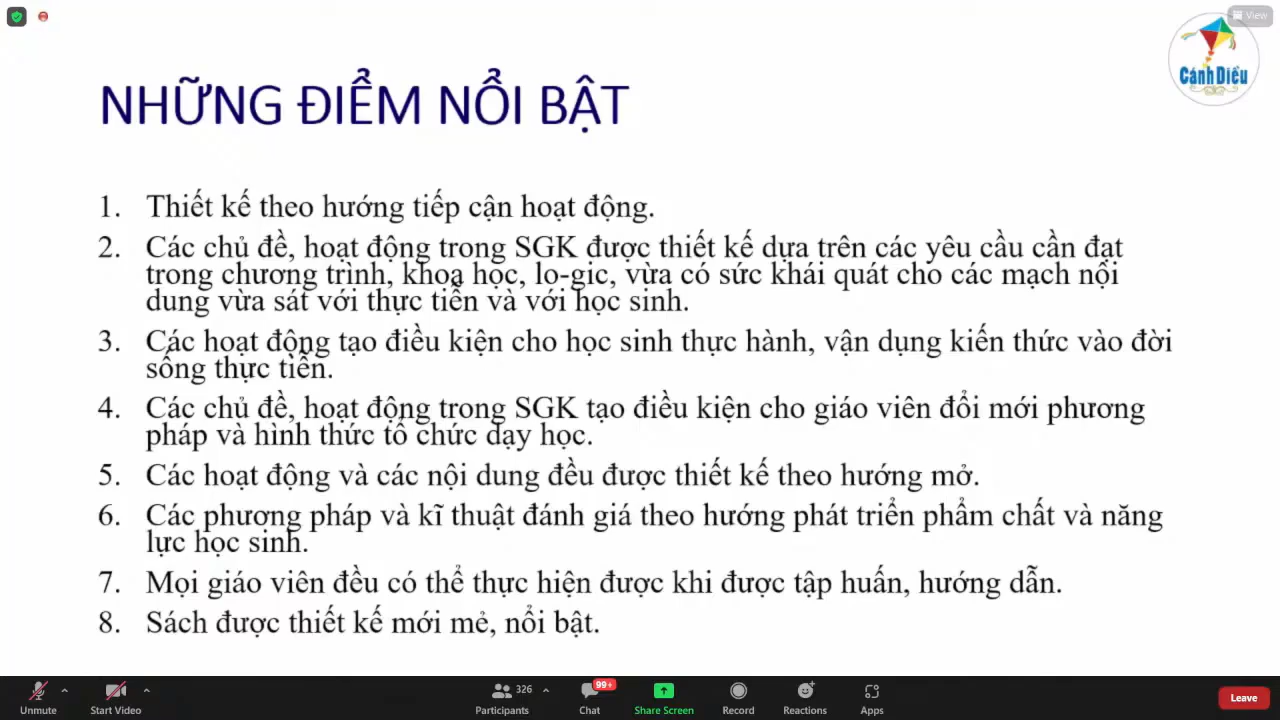 View
Cánh Diều
NHỮNG ĐIỂM NỔI BẬT
1. Thiết kế theo hướng tiếp cận hoạt động.
2. Các chủ đề, hoạt động trong SGK được thiết kế dựa trên các yêu cầu cần đạt
trong chương trình, khoa học, lo-gic, vừa có sức khái quát cho các mạch nội
dung vừa sát với thực tiễn và với học sinh.
3. Các hoạt động tạo điều kiện cho học sinh thực hành, vận dụng kiến thức vào đời
sống thực tiễn.
4. Các chủ đề, hoạt động trong SGK tạo điều kiện cho giáo viên đổi mới phương
pháp và hình thức tổ chức dạy học.
5. Các hoạt động và các nội dung đều được thiết kế theo hướng mở.
6. Các phương pháp và kĩ thuật đánh giá theo hướng phát triển phẩm chất và năng
lực học sinh.
7. Mọi giáo viên đều có thể thực hiện được khi được tập huấn, hướng dẫn.
8. Sách được thiết kế mới mẻ, nổi bật.
326 99+
Unmute Start Video Participants Chat Share Screen Record Reactions Apps Leave